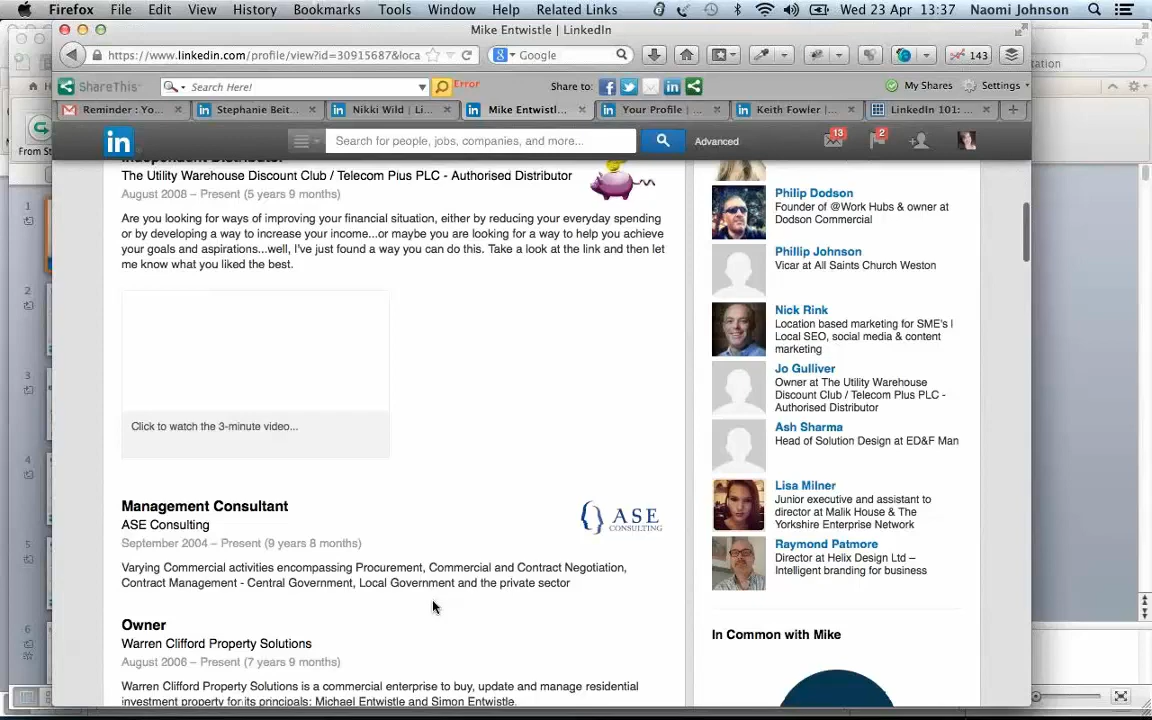 Firefox File Edit View History Bookmarks Tools Window Help Related Links Wed 23 Apr 13:37 Naomi Johnson
Mike Entwistle | LinkedIn
https://www.linkedin.com/profile/view?id=30915687&loca
Google
143
ShareThis
Search Here!
Error
Share to:
My Shares
Settings
Reminder : Yo...
Stephanie Beit...
Nikki Wild | Li...
Mike Entwistl...
Your Profile |...
Keith Fowler |...
LinkedIn 101: ...
From St
in
Search for people, jobs, companies, and more...
Advanced
13
2
Independent Distributor
The Utility Warehouse Discount Club / Telecom Plus PLC - Authorised Distributor
August 2008 – Present (5 years 9 months)
Are you looking for ways of improving your financial situation, either by reducing your everyday spending
or by developing a way to increase your income...or maybe you are looking for a way to help you achieve
your goals and aspirations...well, I've just found a way you can do this. Take a look at the link and then let
me know what you liked the best.
Click to watch the 3-minute video...
Management Consultant
ASE Consulting
September 2004 – Present (9 years 8 months)
ASE
CONSULTING
Varying Commercial activities encompassing Procurement, Commercial and Contract Negotiation,
Contract Management - Central Government, Local Government and the private sector
Owner
Warren Clifford Property Solutions
August 2006 – Present (7 years 9 months)
Warren Clifford Property Solutions is a commercial enterprise to buy, update and manage residential
investment property for its principals: Michael Entwistle and Simon Entwistle.
Philip Dodson
Founder of @Work Hubs & owner at
Dodson Commercial
Phillip Johnson
Vicar at All Saints Church Weston
Nick Rink
Location based marketing for SME's |
Local SEO, social media & content
marketing
Jo Gulliver
Owner at The Utility Warehouse
Discount Club / Telecom Plus PLC -
Authorised Distributor
Ash Sharma
Head of Solution Design at ED&F Man
Lisa Milner
Junior executive and assistant to
director at Malik House & The
Yorkshire Enterprise Network
Raymond Patmore
Director at Helix Design Ltd –
Intelligent branding for business
In Common with Mike
1
2
3
4
5
6